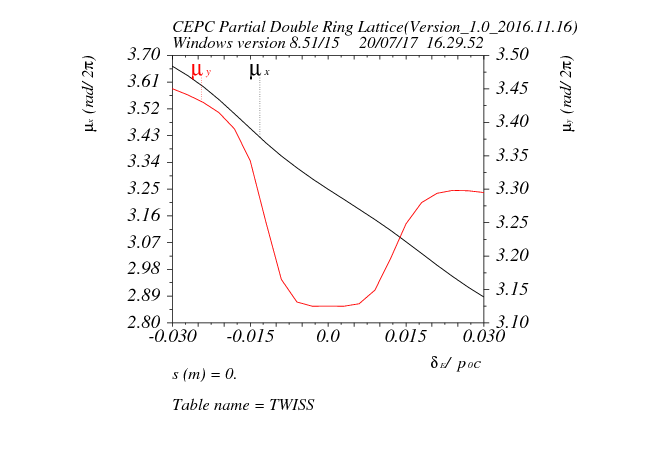 CEPC Partial Double Ring Lattice(Version_1.0_2016.11.16)
Windows version 8.51/15 20/07/17 16.29.52
μx (rad/2π)
3.70
3.61
3.52
3.43
3.34
3.25
3.16
3.07
2.98
2.89
2.80
μy
μx
3.50
3.45
3.40
3.35
3.30
3.25
3.20
3.15
3.10
μy (rad/2π)
-0.030 -0.015 0.0 0.015 0.030
δE/ p0c
s (m) = 0.
Table name = TWISS